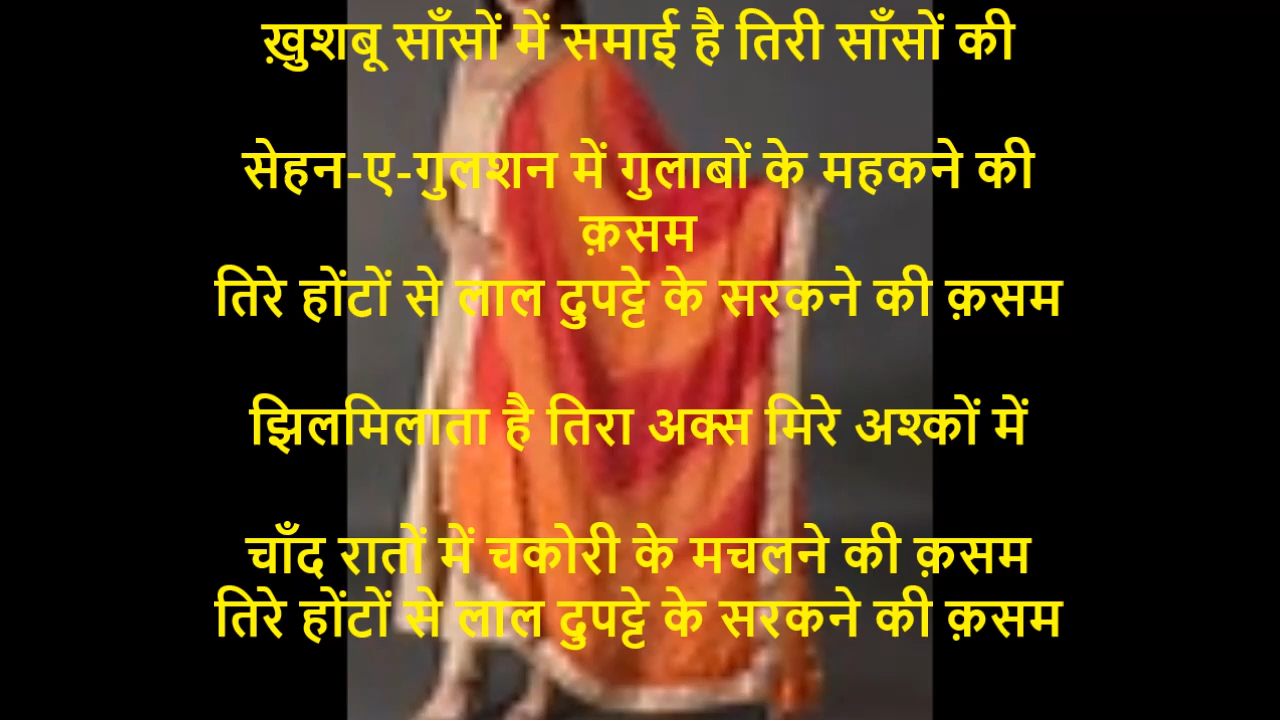 ख़ुशबू साँसों में समाई है तिरी साँसों की
सेहन-ए-गुलशन में गुलाबों के महकने की
क़सम
तिरे होंटों से लाल दुपट्टे के सरकने की क़सम
झिलमिलाता है तिरा अक्स मिरे अश्कों में
चाँद रातों में चकोरी के मचलने की क़सम
तिरे होंटों से लाल दुपट्टे के सरकने की क़सम